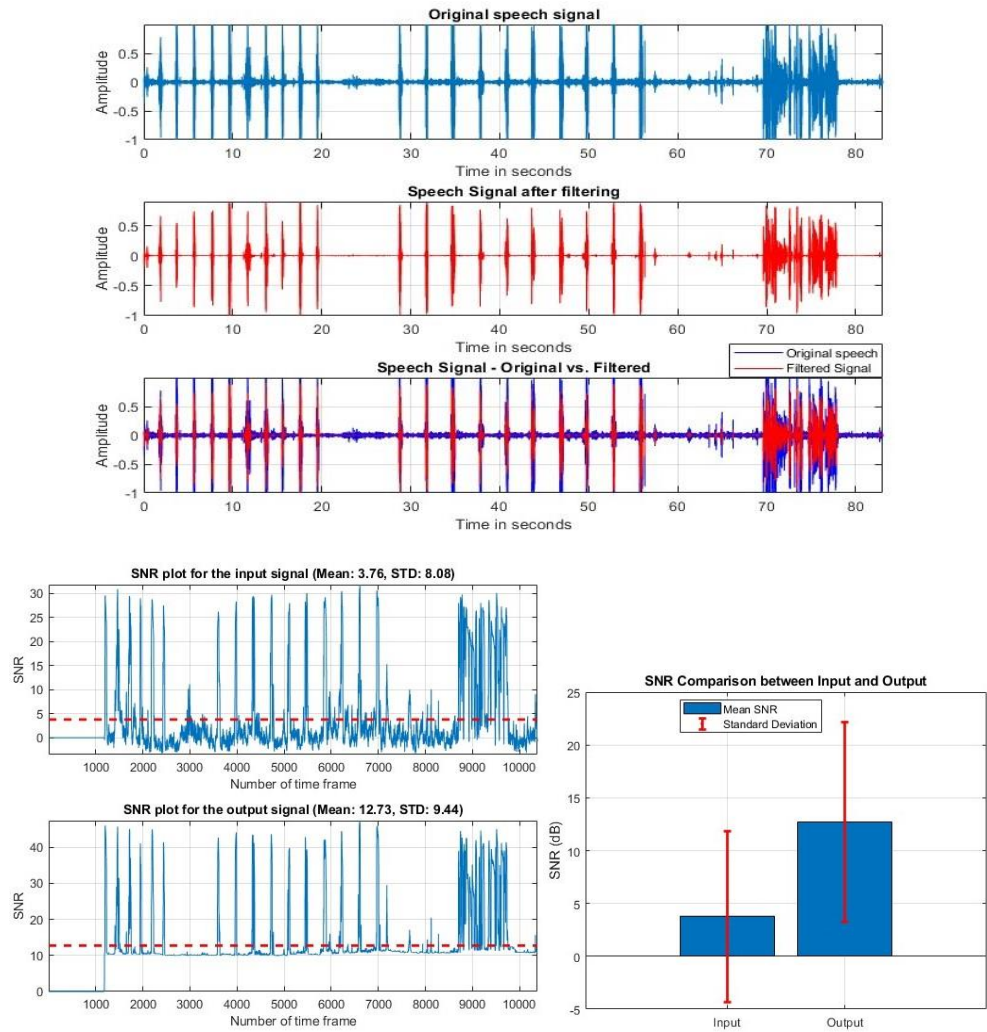 Original speech signal
0.5
0
-0.5
-1
Amplitude
0 10 20 30 40 50 60 70 80
Time in seconds
Speech Signal after filtering
0.5
0
-0.5
-1
Amplitude
0 10 20 30 40 50 60 70 80
Time in seconds
Speech Signal - Original vs. Filtered
Original speech
Filtered Signal
0.5
0
-0.5
-1
Amplitude
0 10 20 30 40 50 60 70 80
Time in seconds
SNR plot for the input signal (Mean: 3.76, STD: 8.08)
30
25
20
15
10
5
0
SNR
1000 2000 3000 4000 5000 6000 7000 8000 9000 10000
Number of time frame
SNR plot for the output signal (Mean: 12.73, STD: 9.44)
40
30
20
10
0
SNR
1000 2000 3000 4000 5000 6000 7000 8000 9000 10000
Number of time frame
SNR Comparison between Input and Output
Mean SNR
Standard Deviation
25
20
15
10
5
0
-5
SNR (dB)
Input Output